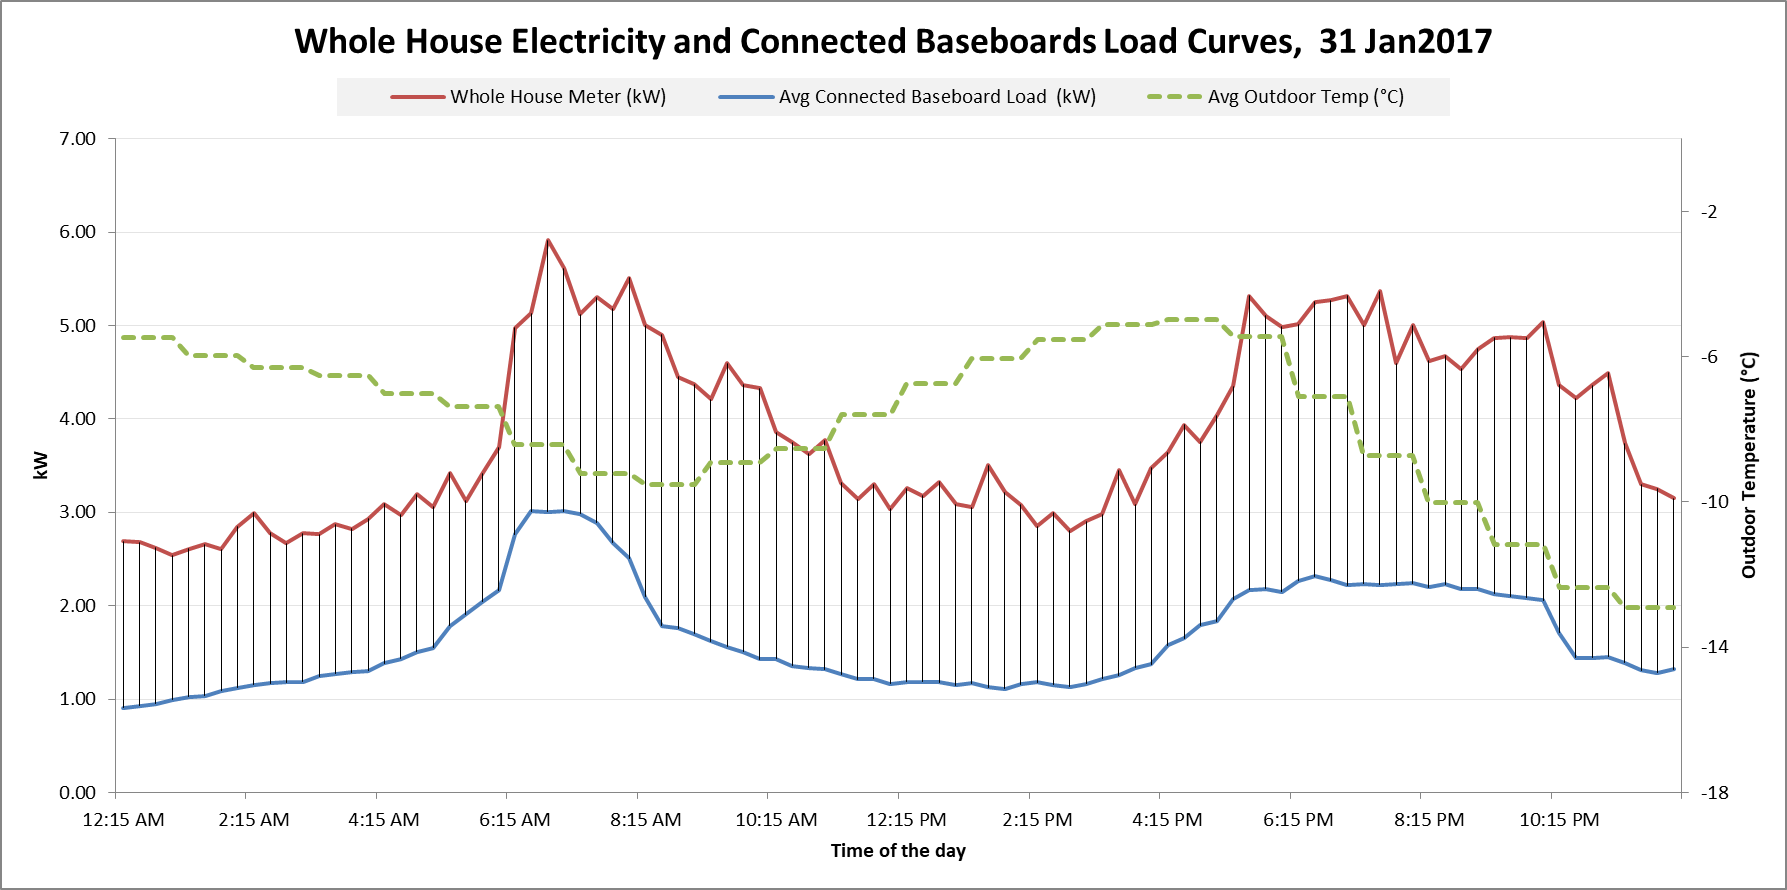 Whole House Electricity and Connected Baseboards Load Curves,  31 Jan2017
Whole House Meter (kW)
Avg Connected Baseboard Load  (kW)
Avg Outdoor Temp (°C)
7.00
6.00
5.00
4.00
3.00
2.00
1.00
0.00
kW
-2
-6
-10
-14
-18
Outdoor Temperature (°C)
12:15 AM
2:15 AM
4:15 AM
6:15 AM
8:15 AM
10:15 AM
12:15 PM
2:15 PM
4:15 PM
6:15 PM
8:15 PM
10:15 PM
Time of the day